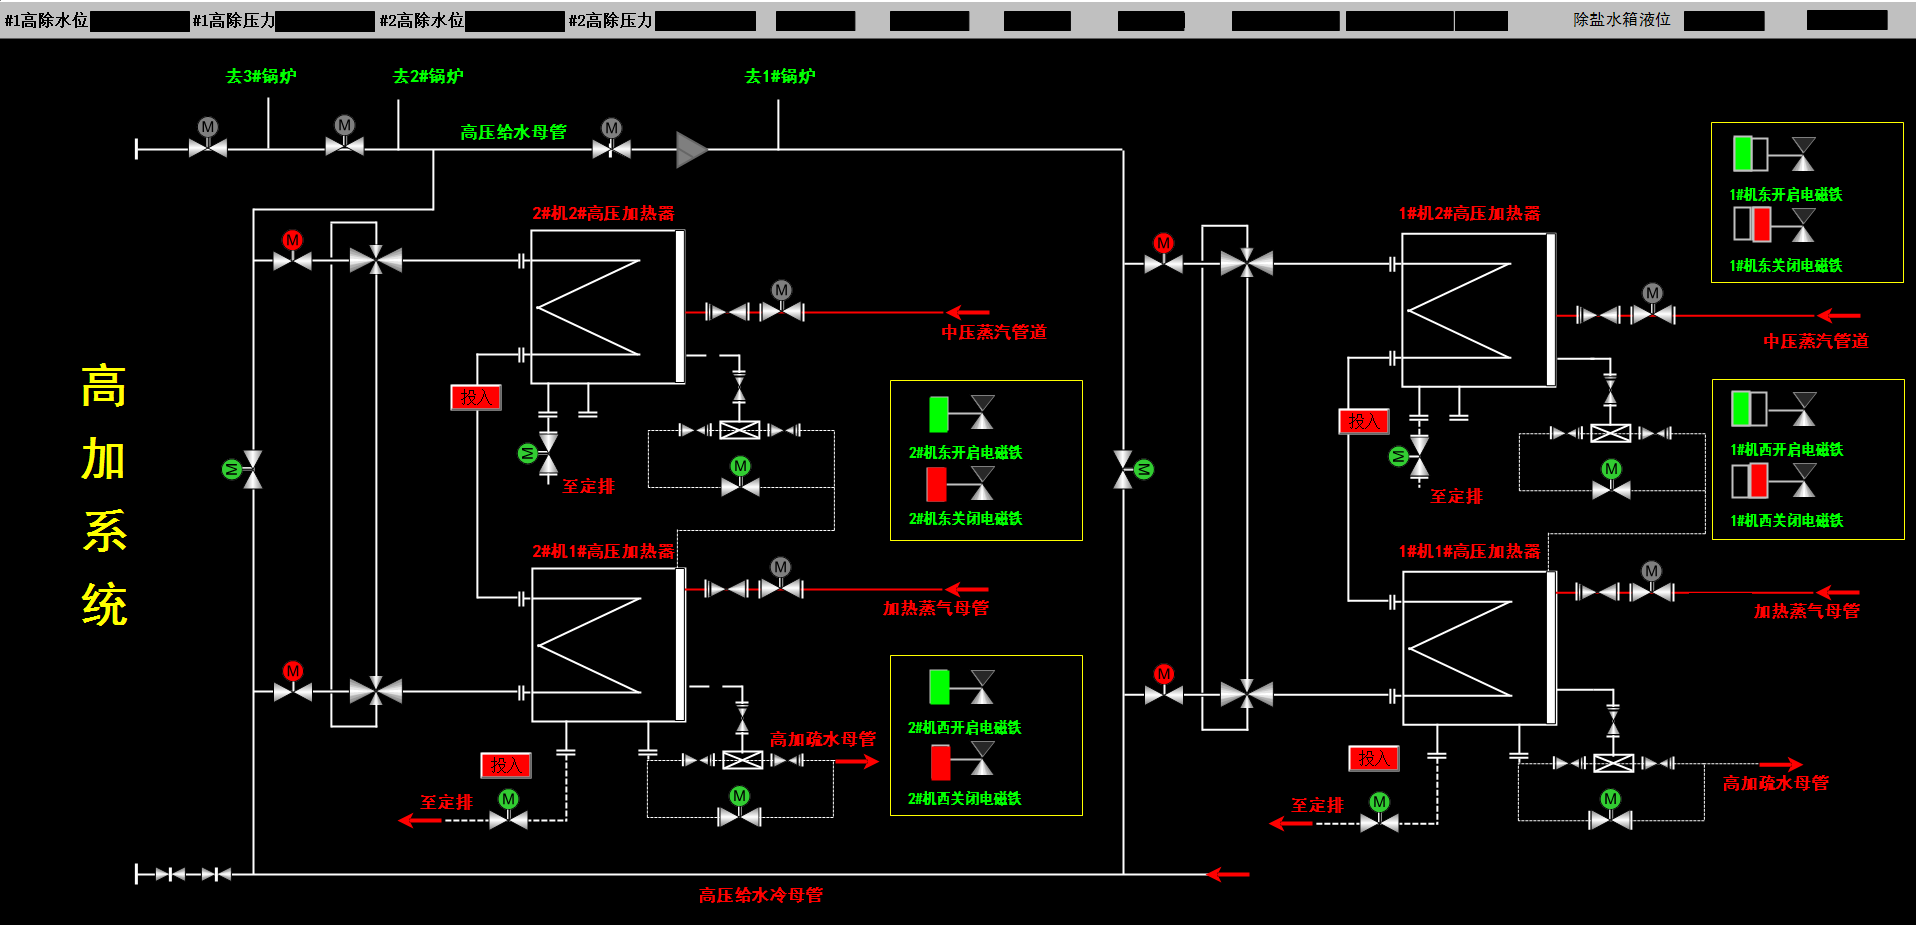 #1高除水位 #1高除压力 #2高除水位 #2高除压力 除盐水箱液位
去3#锅炉 去2#锅炉 去1#锅炉
M M 高压给水母管 M
1#机东开启电磁铁
1#机东关闭电磁铁
2#机2#高压加热器 1#机2#高压加热器
M M
M M
中压蒸汽管道 中压蒸汽管道
高加系统
投入 投入
2#机东开启电磁铁 1#机西开启电磁铁
M M M M M M
至定排 至定排
2#机东关闭电磁铁 1#机西关闭电磁铁
2#机1#高压加热器 1#机1#高压加热器
M M
加热蒸气母管 加热蒸气母管
M M
2#机西开启电磁铁
高加疏水母管 高加疏水母管
投入 投入
2#机西关闭电磁铁
至定排 M M 至定排 M M
高压给水冷母管